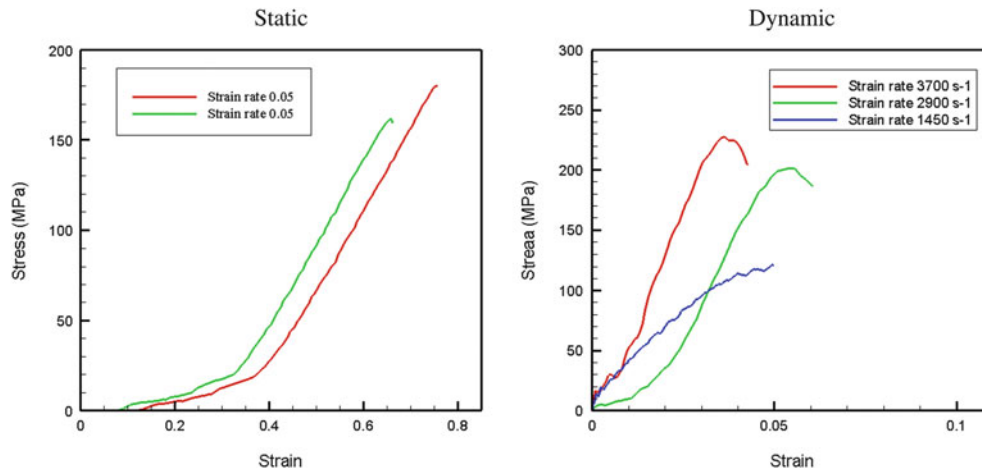 Static
Dynamic
200
150
100
50
0
Stress (MPa)
Strain rate 0.05
Strain rate 0.05
0
0.2
0.4
0.6
0.8
Strain
300
250
200
150
100
50
0
Streaa (MPa)
Strain rate 3700 s-1
Strain rate 2900 s-1
Strain rate 1450 s-1
0
0.05
0.1
Strain